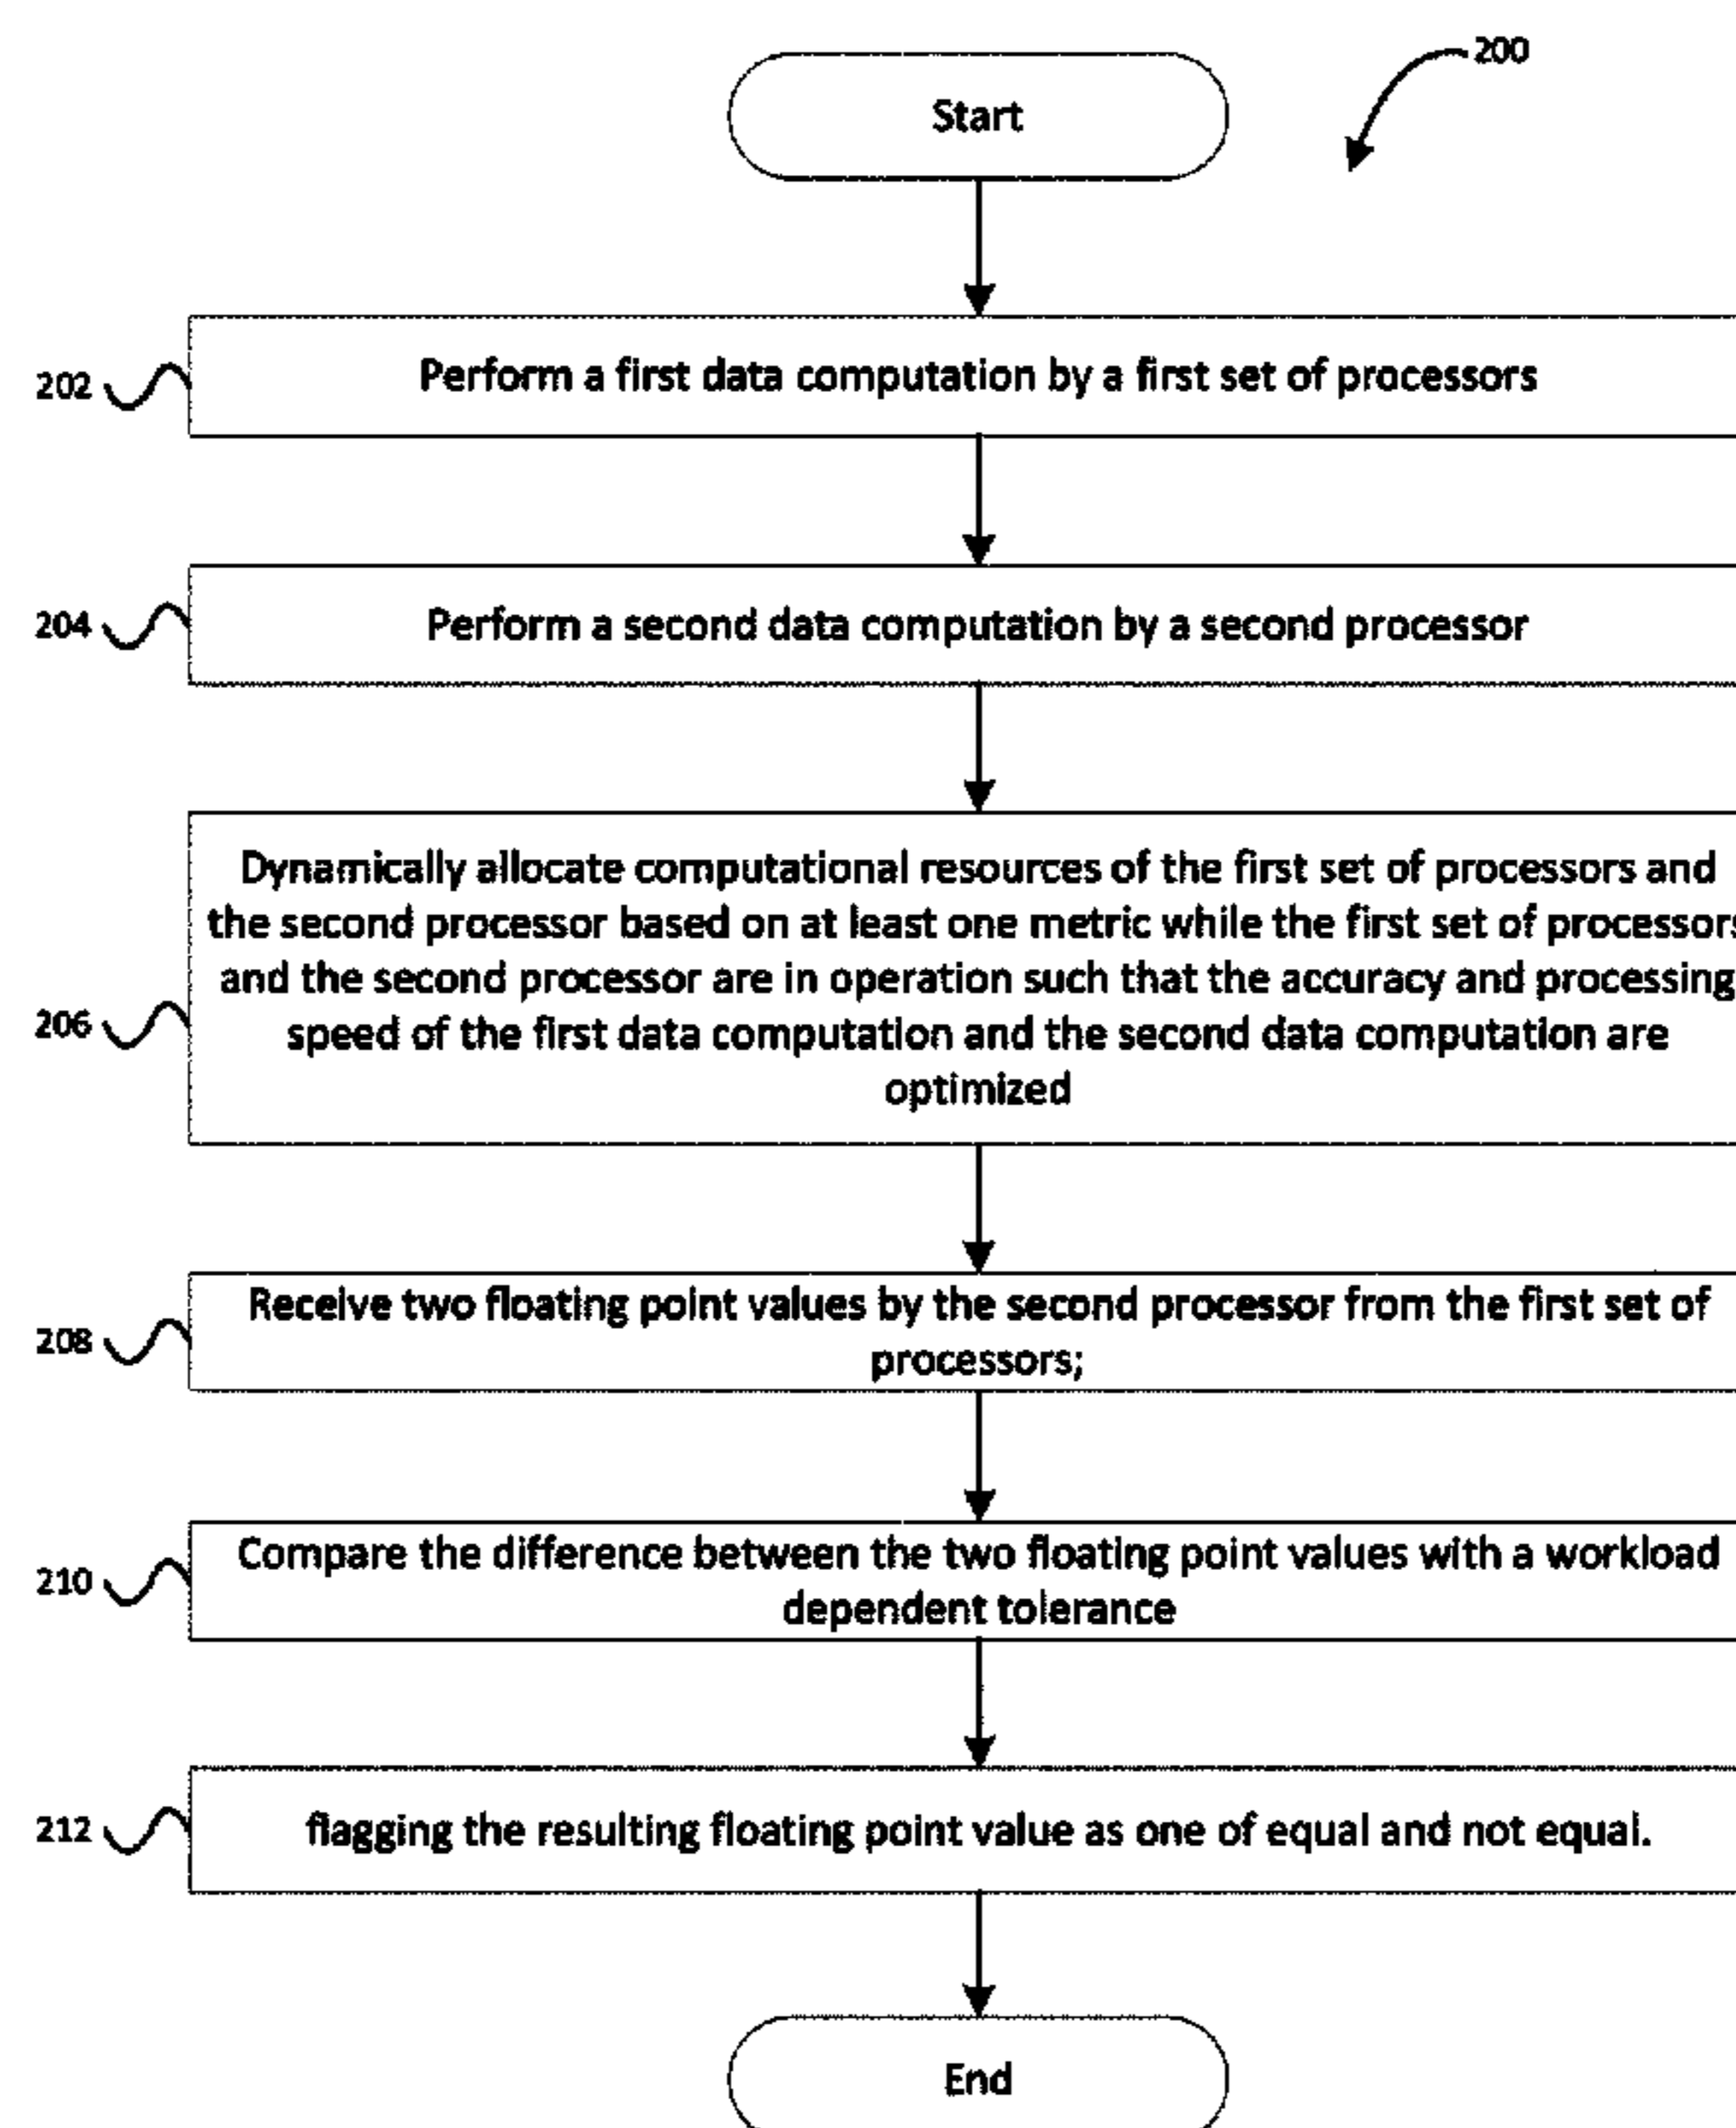 200
Start
202
Perform a first data computation by a first set of processors
204
Perform a second data computation by a second processor
206
Dynamically allocate computational resources of the first set of processors and
the second processor based on at least one metric while the first set of processors
and the second processor are in operation such that the accuracy and processing
speed of the first data computation and the second data computation are
optimized
208
Receive two floating point values by the second processor from the first set of
processors;
210
Compare the difference between the two floating point values with a workload
dependent tolerance
212
flagging the resulting floating point value as one of equal and not equal.
End